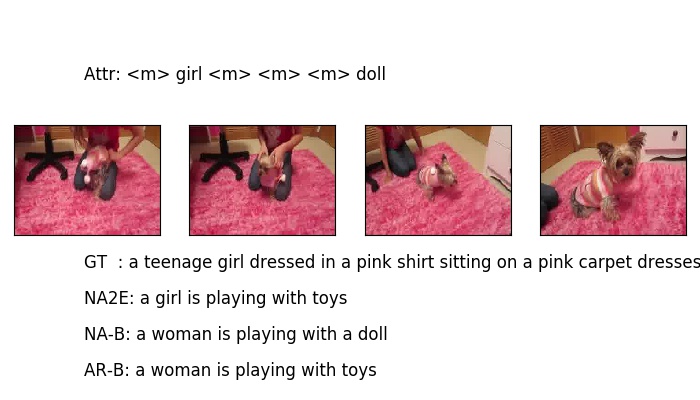 Attr: <m> girl <m> <m> <m> doll
GT  : a teenage girl dressed in a pink shirt sitting on a pink carpet dresses
NA2E: a girl is playing with toys
NA-B: a woman is playing with a doll
AR-B: a woman is playing with toys